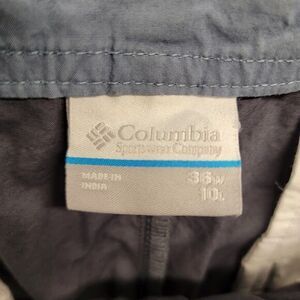 Columbia
Sportswear Company
MADE IN
INDIA
36W
10L